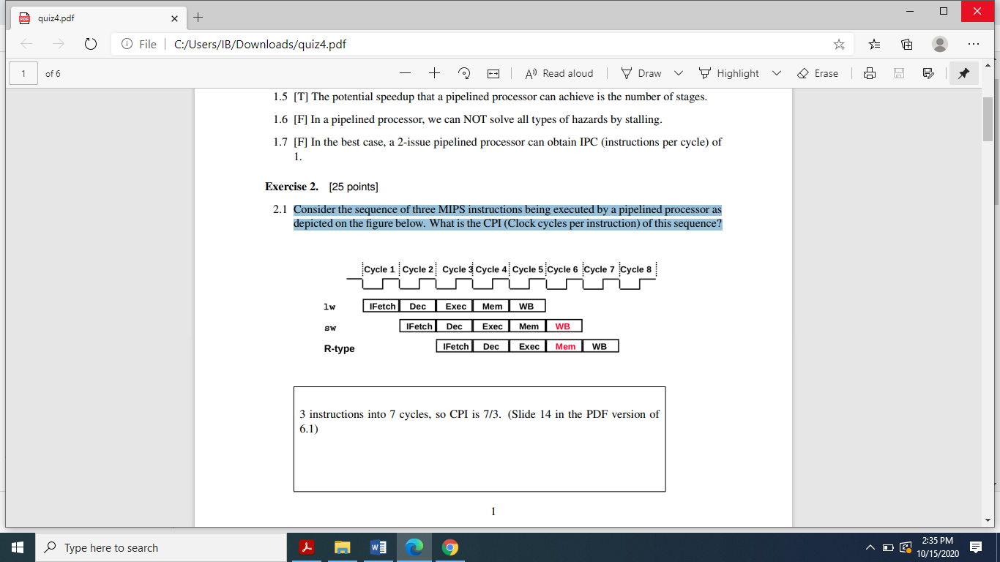 quiz4.pdf
File | C:/Users/IB/Downloads/quiz4.pdf
1 of 6
Read aloud
Draw
Highlight
Erase
1.5 [T] The potential speedup that a pipelined processor can achieve is the number of stages.
1.6 [F] In a pipelined processor, we can NOT solve all types of hazards by stalling.
1.7 [F] In the best case, a 2-issue pipelined processor can obtain IPC (instructions per cycle) of
1.
Exercise 2. [25 points]
2.1 Consider the sequence of three MIPS instructions being executed by a pipelined processor as
depicted on the figure below. What is the CPI (Clock cycles per instruction) of this sequence?
Cycle 1 Cycle 2 Cycle 3 Cycle 4 Cycle 5 Cycle 6 Cycle 7 Cycle 8
lw IFetch Dec Exec Mem WB
sw IFetch Dec Exec Mem WB
R-type IFetch Dec Exec Mem WB
3 instructions into 7 cycles, so CPI is 7/3. (Slide 14 in the PDF version of
6.1)
1
Type here to search
2:35 PM
10/15/2020